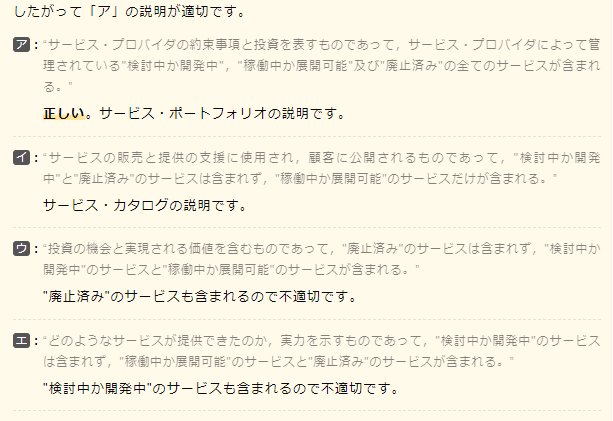 したがって「ア」の説明が適切です。
ア：“サービス・プロバイダの約束事項と投資を表すものであって，サービス・プロバイダによって管
理されている“検討中か開発中”，“稼働中か展開可能”及び“廃止済み”の全てのサービスが含まれ
る。”
正しい。サービス・ポートフォリオの説明です。
イ：“サービスの販売と提供の支援に使用され，顧客に公開されるものであって，“検討中か開発
中”と“廃止済み”のサービスは含まれず，“稼働中か展開可能”のサービスだけが含まれる。”
サービス・カタログの説明です。
ウ：“投資の機会と実現される価値を含むものであって，“廃止済み”のサービスは含まれず，“検討中か
開発中”のサービスと“稼働中か展開可能”のサービスが含まれる。”
"廃止済み"のサービスも含まれるので不適切です。
エ：“どのようなサービスが提供できたのか，実力を示すものであって，“検討中か開発中”のサービス
は含まれず，“稼働中か展開可能”のサービスと“廃止済み”のサービスが含まれる。”
"検討中か開発中"のサービスも含まれるので不適切です。